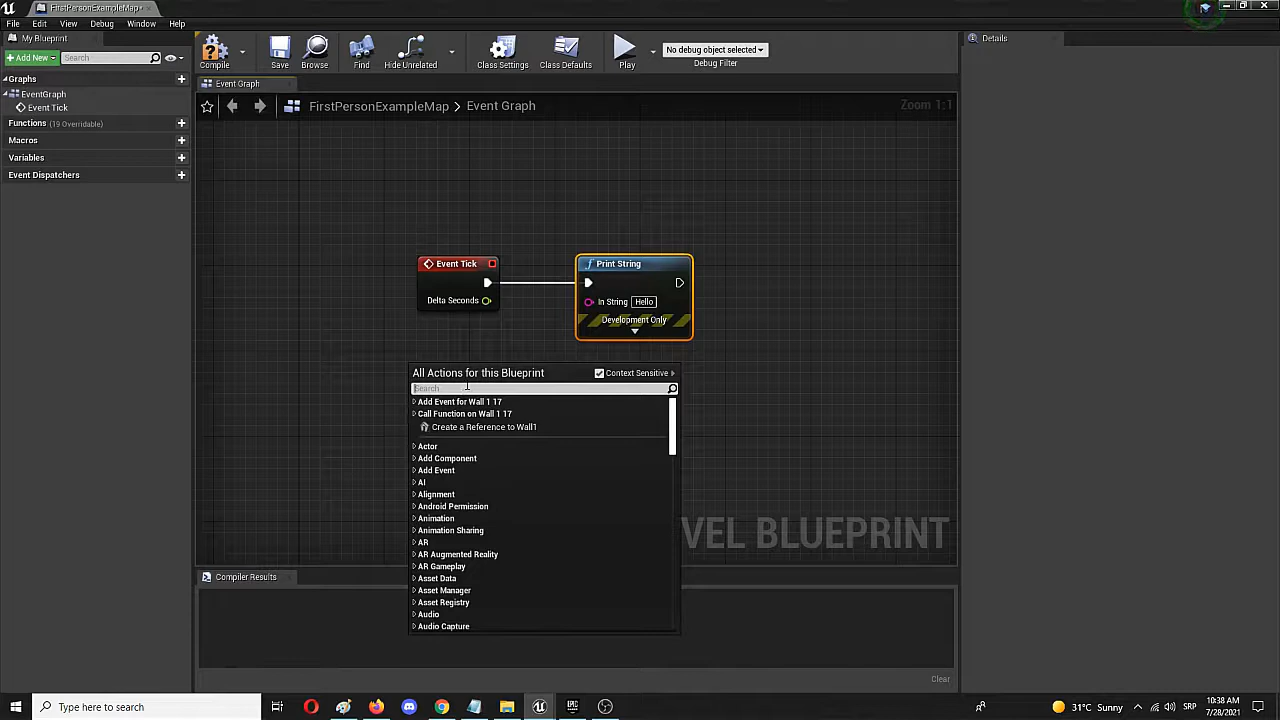 FirstPersonExampleMap*
File Edit View Asset Debug Window Help
My Blueprint
Details
Add New
Search
Compile
Save
Browse
Find
Hide Unrelated
Class Settings
Class Defaults
Play
No debug object selected
Debug Filter
Graphs
EventGraph
Event Tick
Functions (19 Overridable)
Macros
Variables
Event Dispatchers
Event Graph
FirstPersonExampleMap > Event Graph
Zoom 1:1
Event Tick
Delta Seconds
Print String
In String Hello
Development Only
All Actions for this Blueprint
Context Sensitive
Search
Add Event for Wall 1 17
Call Function on Wall 1 17
Create a Reference to Wall1
Actor
Add Component
Add Event
AI
Alignment
Android Permission
Animation
Animation Sharing
AR
AR Augmented Reality
AR Gameplay
Asset Data
Asset Manager
Asset Registry
Audio
Audio Capture
VEL BLUEPRINT
Compiler Results
Clear
Type here to search
31°C Sunny
SRP
10:38 AM
7/28/2021